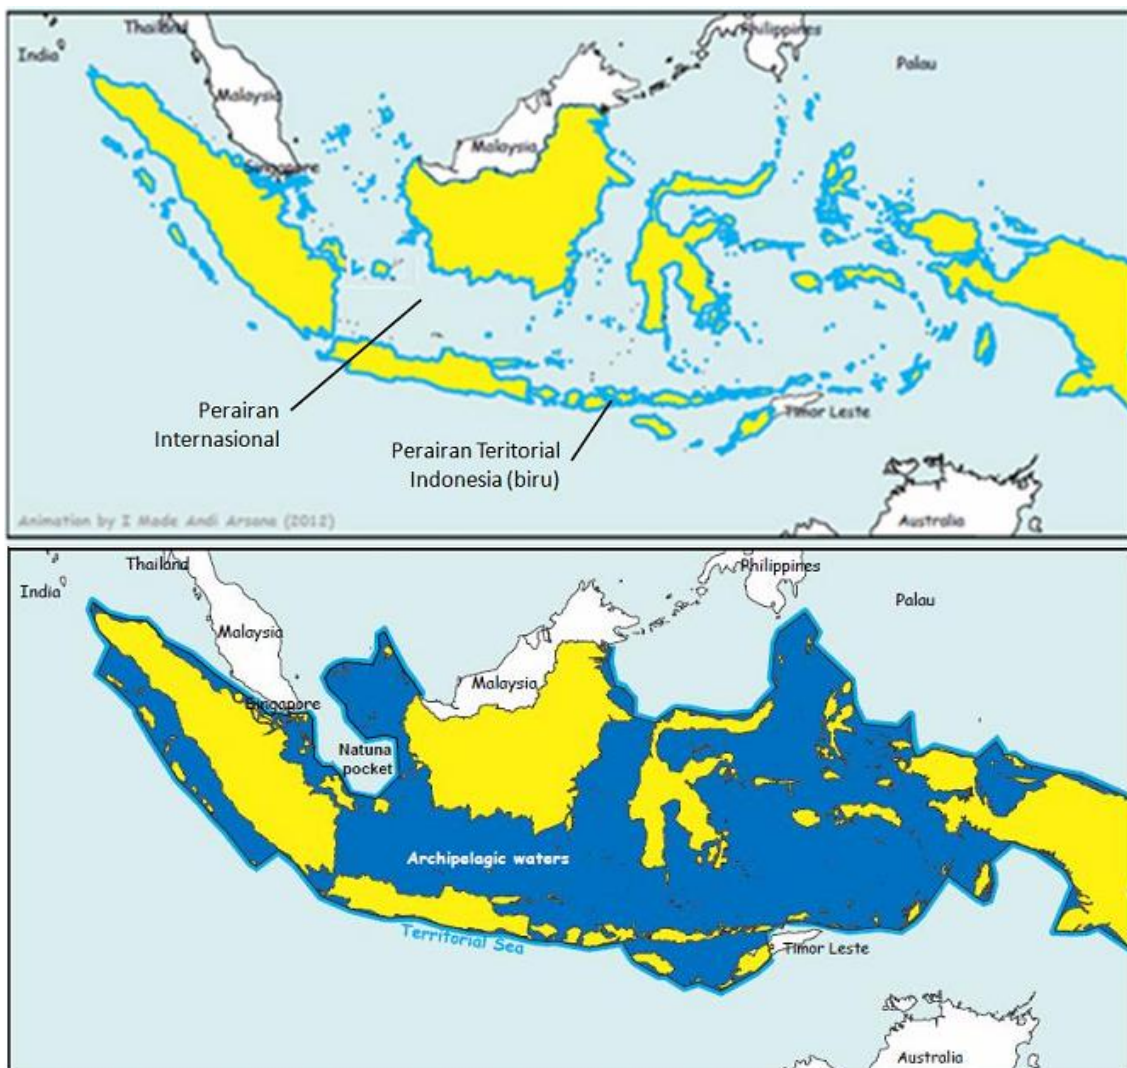 Thailand
Philippines
India
Palau
Malaysia
Malaysia
Singapore
Perairan
Internasional
Perairan Teritorial
Indonesia (biru)
Timor Leste
Animation by I Made Andi Arsana (2012)
Australia
Thailand
Philippines
India
Palau
Malaysia
Malaysia
Singapore
Natuna
pocket
Archipelagic waters
Territorial Sea
Timor Leste
Australia